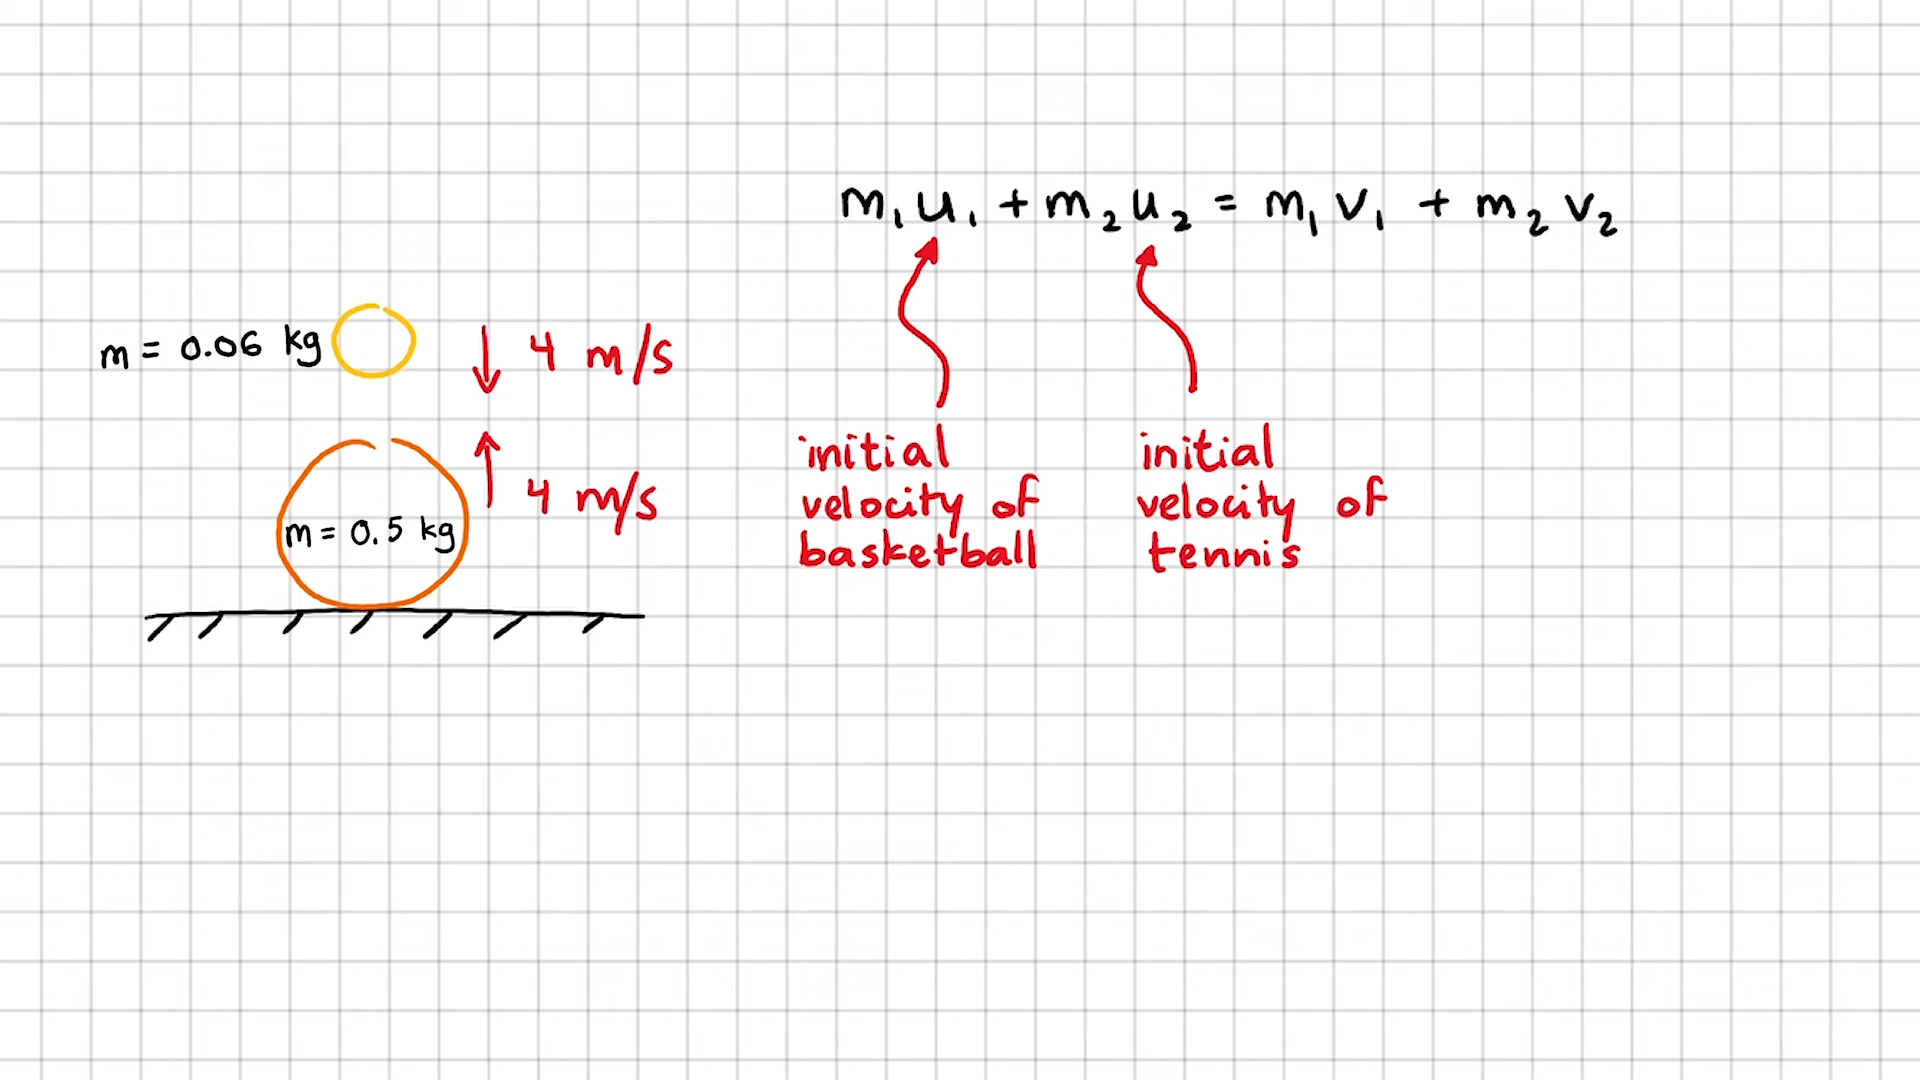 m₁u₁ + m₂u₂ = m₁v₁ + m₂v₂
m = 0.06 kg
4 m/s
4 m/s
m = 0.5 kg
initial
velocity of
basketball
initial
velocity of
tennis